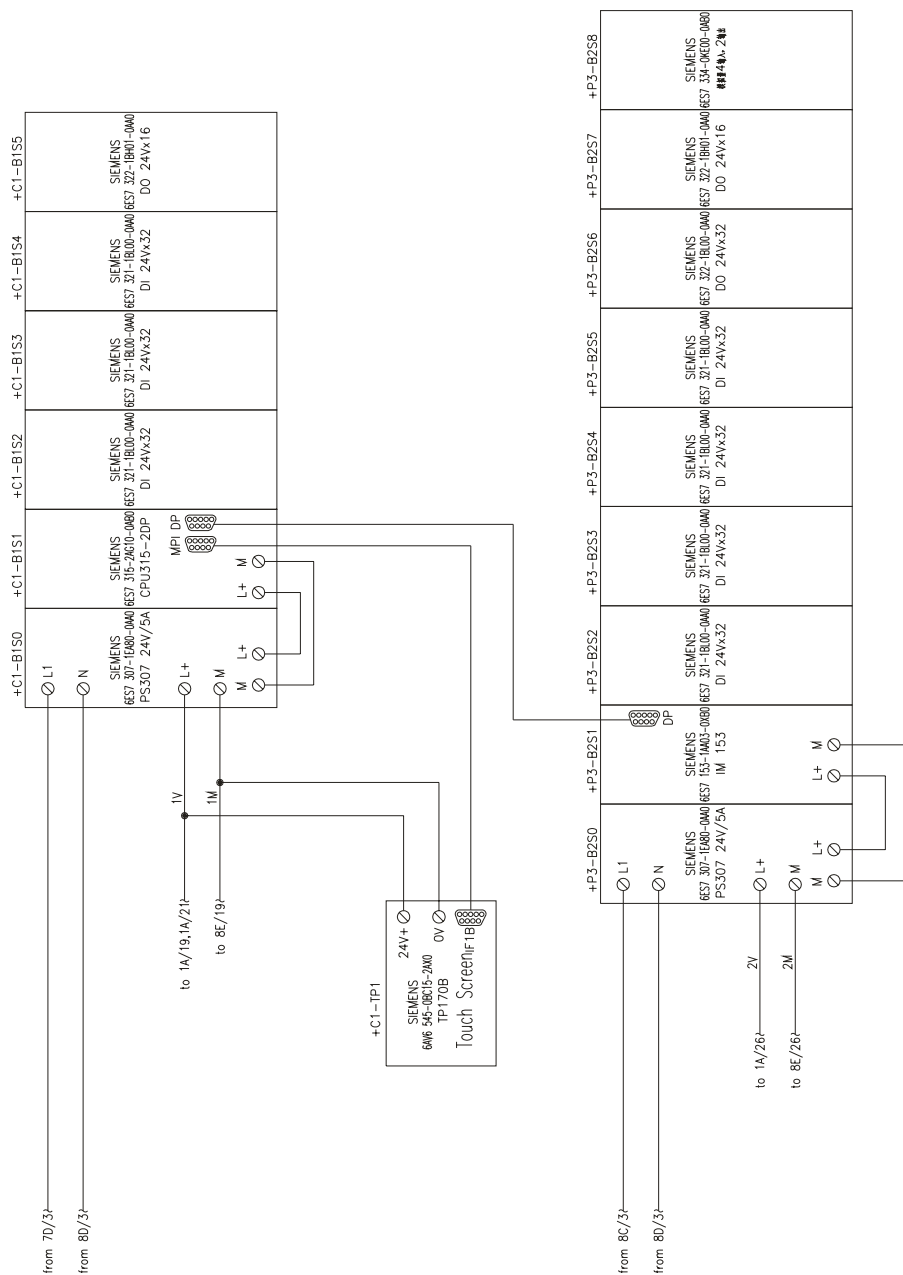 +C1-B1S0
SIEMENS
6ES7 307-1EA80-0AA0
PS307 24V/5A
L1
N
L+
M
M
L+
+C1-B1S1
SIEMENS
6ES7 315-2AG10-0AB0
CPU315-2DP
MPI
DP
L+
M
+C1-B1S2
SIEMENS
6ES7 321-1BL00-0AA0
DI 24Vx32
+C1-B1S3
SIEMENS
6ES7 321-1BL00-0AA0
DI 24Vx32
+C1-B1S4
SIEMENS
6ES7 321-1BL00-0AA0
DI 24Vx32
+C1-B1S5
SIEMENS
6ES7 322-1BH01-0AA0
DO 24Vx16
from 7D/3
from 8D/3
1V
1M
to 1A/19,1A/21
to 8E/19
+C1-TP1
SIEMENS
6AV6 545-0BC15-2AX0
TP170B
Touch Screen
24V+
0V
IF1B
+P3-B2S0
SIEMENS
6ES7 307-1EA80-0AA0
PS307 24V/5A
L1
N
L+
M
M
L+
+P3-B2S1
SIEMENS
6ES7 153-1AA03-0XB0
IM 153
DP
L+
M
+P3-B2S2
SIEMENS
6ES7 321-1BL00-0AA0
DI 24Vx32
+P3-B2S3
SIEMENS
6ES7 321-1BL00-0AA0
DI 24Vx32
+P3-B2S4
SIEMENS
6ES7 321-1BL00-0AA0
DI 24Vx32
+P3-B2S5
SIEMENS
6ES7 321-1BL00-0AA0
DI 24Vx32
+P3-B2S6
SIEMENS
6ES7 322-1BL00-0AA0
DO 24Vx32
+P3-B2S7
SIEMENS
6ES7 322-1BH01-0AA0
DO 24Vx16
+P3-B2S8
SIEMENS
6ES7 334-0KE00-0AB0
模拟量4输入，2输出
from 8C/3
from 8D/3
2V
2M
to 1A/26
to 8E/26